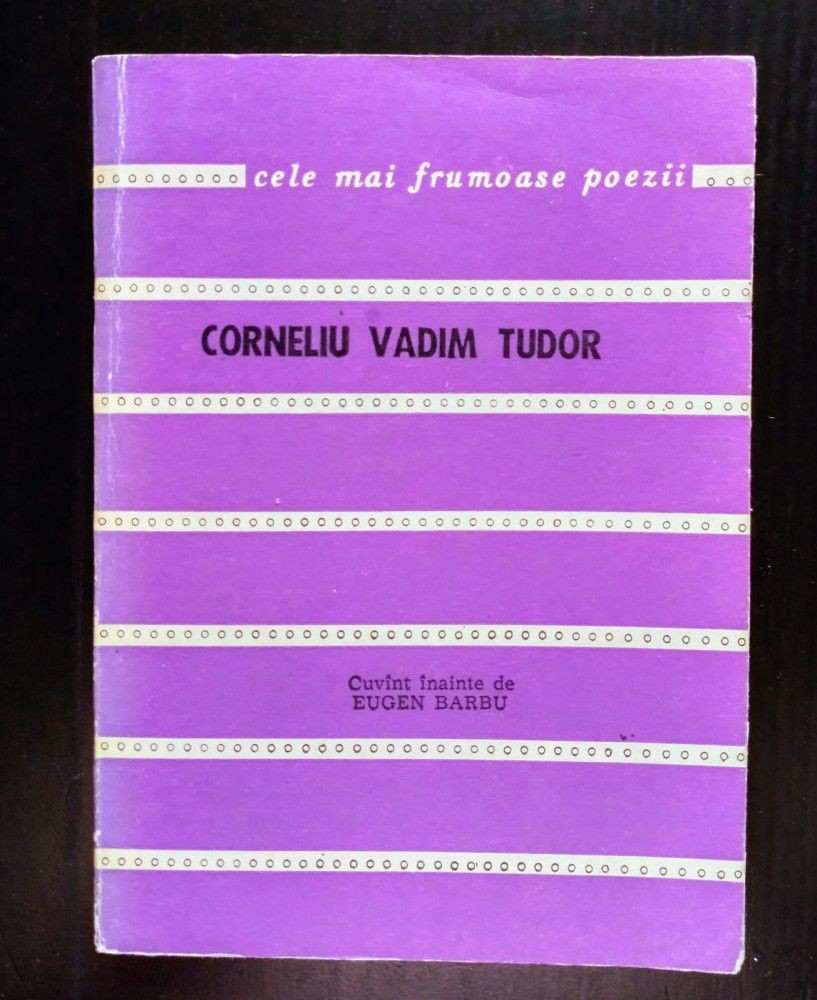 cele mai frumoase poezii
CORNELIU VADIM TUDOR
Cuvînt înainte de
EUGEN BARBU